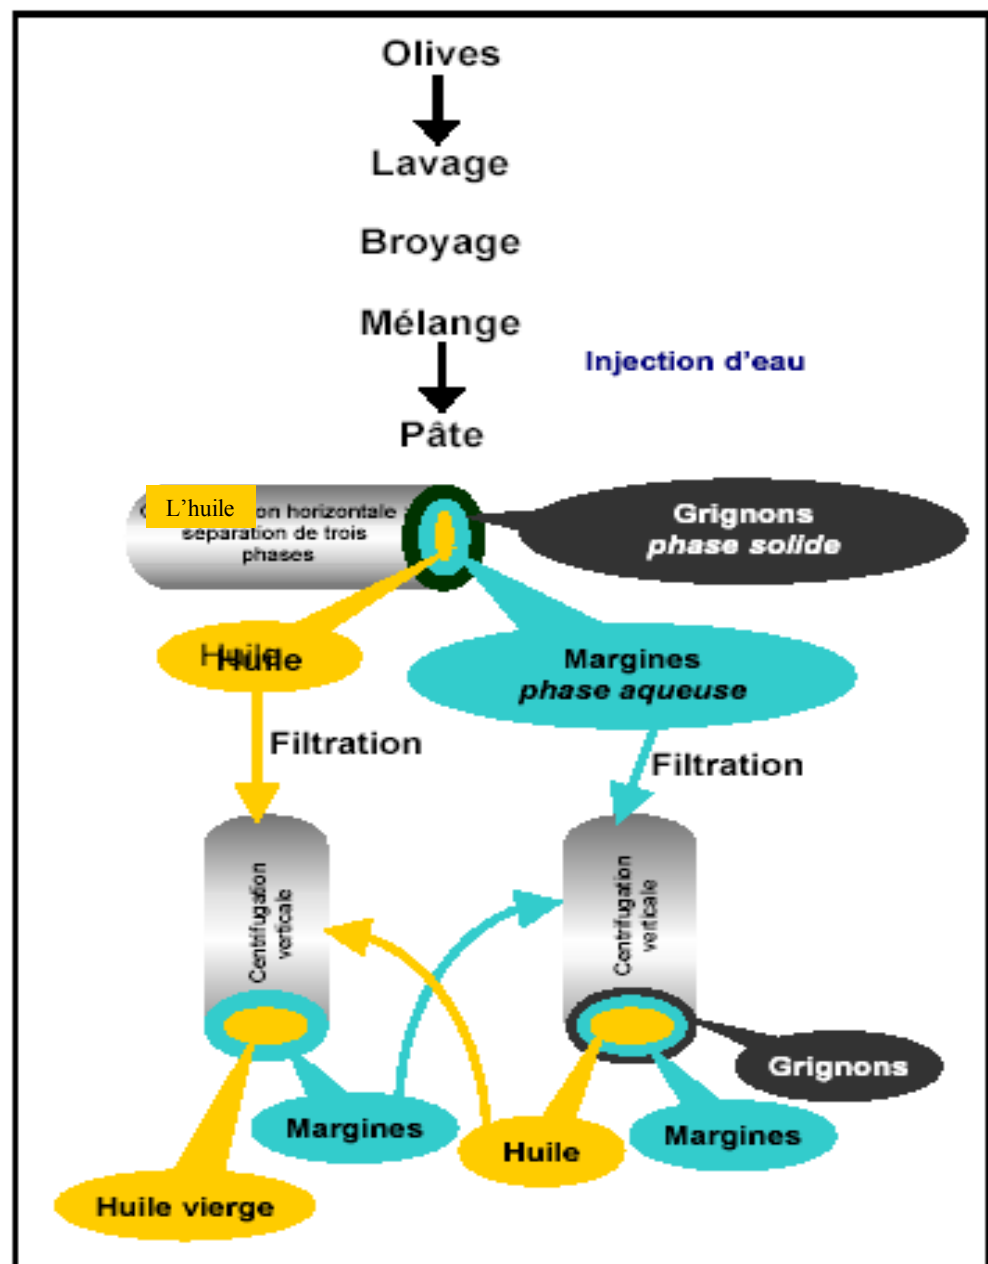 Olives
Lavage
Broyage
Mélange
Injection d'eau
Pâte
L'huile
on horizontale
séparation de trois
phases
Grignons
phase solide
Huile
Huile
Margines
phase aqueuse
Filtration
Filtration
Centrifugation
verticale
Centrifugation
verticale
Grignons
Margines
Huile
Margines
Huile vierge